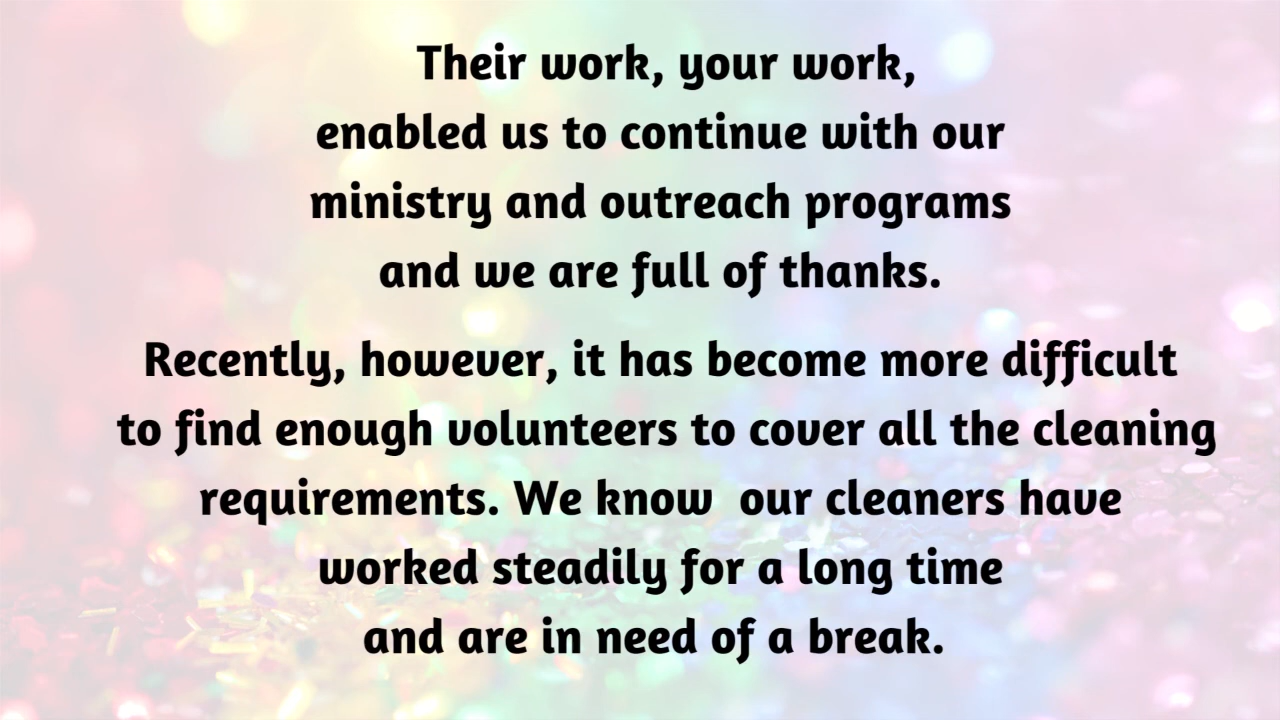 Their work, your work,
enabled us to continue with our
ministry and outreach programs
and we are full of thanks.
Recently, however, it has become more difficult
to find enough volunteers to cover all the cleaning
requirements. We know  our cleaners have
worked steadily for a long time
and are in need of a break.